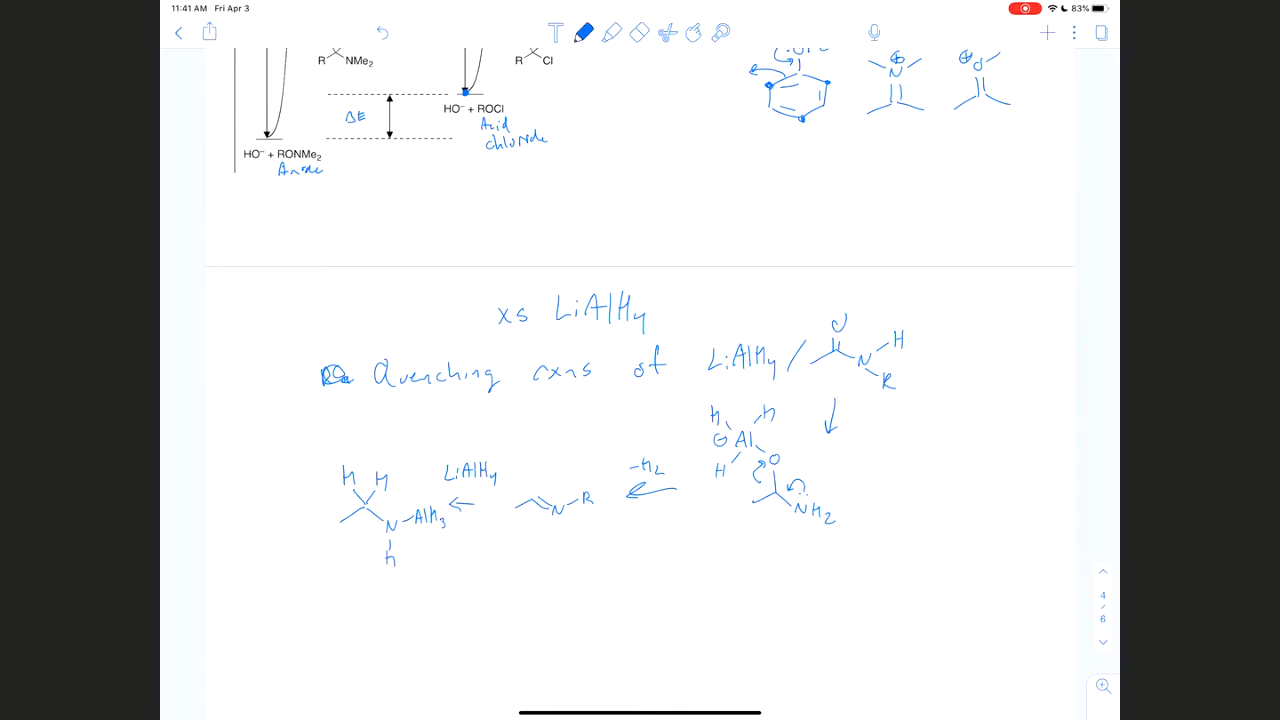 11:41 AM Fri Apr 3
83%
T
R NMe₂
R Cl
N⊕
⊕O
ΔE
HO⁻ + ROCl
Acid
chloride
HO⁻ + RONMe₂
Amide
xs LiAlH4
Quenching rxns of LiAlH4 /
O
N H
R
H H
⊖ Al
H
O
NH2
-H2
N R
LiAlH4
H H
N AlH3
H
4
/
6